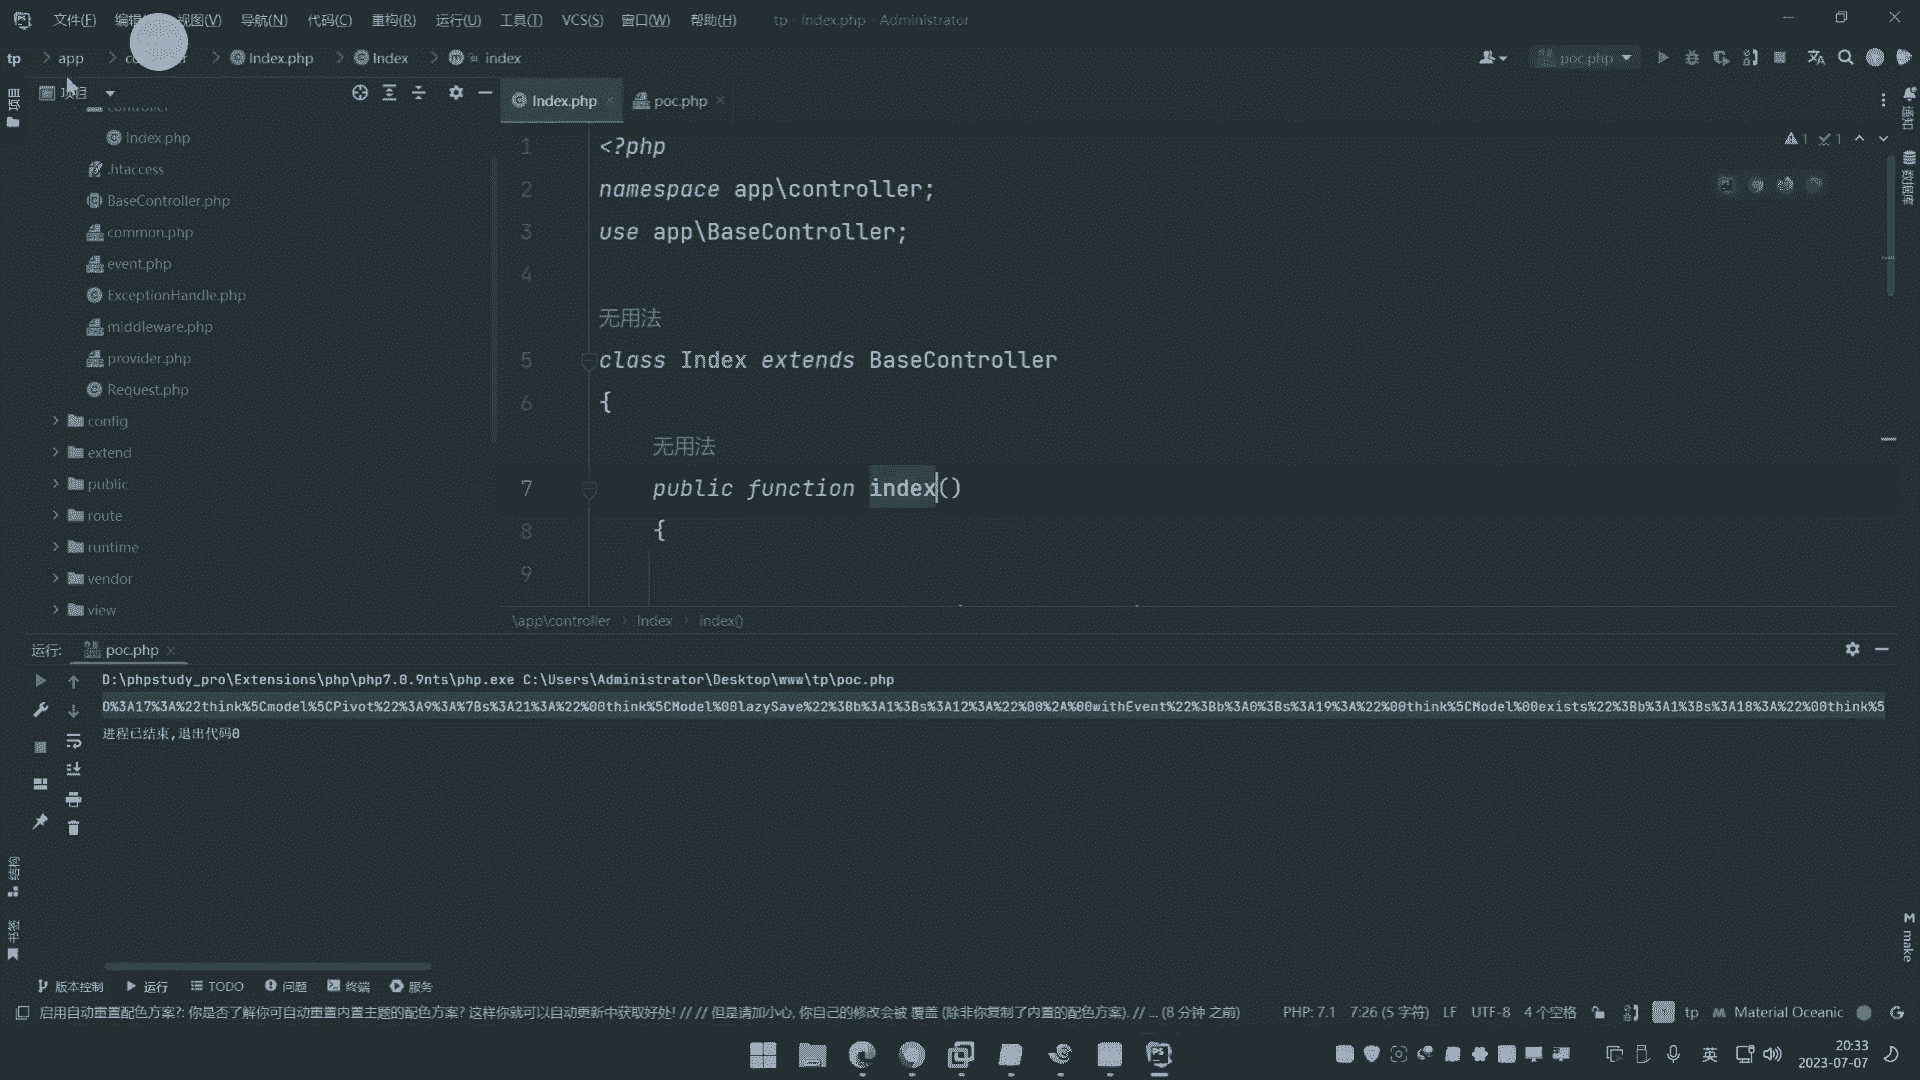 文件(F) 编辑 视图(V) 导航(N) 代码(C) 重构(R) 运行(U) 工具(T) VCS(S) 窗口(W) 帮助(H) tp - Index.php - Administrator
tp app Index.php Index index poc.php
项目
Index.php poc.php
controller
Index.php
.htaccess
BaseController.php
common.php
event.php
ExceptionHandle.php
middleware.php
provider.php
Request.php
config
extend
public
route
runtime
vendor
view
1 1
1 <?php
2 namespace app\controller;
3 use app\BaseController;
4
无用法
5 class Index extends BaseController
6 {
无用法
7 public function index()
8 {
9
\app\controller Index index()
项目
通知
数据库
运行: poc.php
D:\phpstudy_pro\Extensions\php\php7.0.9nts\php.exe C:\Users\Administrator\Desktop\www\tp\poc.php
O%3A17%3A%22think%5Cmodel%5CPivot%22%3A9%3A%7Bs%3A21%3A%22%00think%5CModel%00lazySave%22%3Bb%3A1%3Bs%3A12%3A%22%00%2A%00withEvent%22%3Bb%3A0%3Bs%3A19%3A%22%00think%5CModel%00exists%22%3Bb%3A1%3Bs%3A18%3A%22%00think%5
进程已结束,退出代码0
结构
书签
M make
版本控制 运行 TODO 问题 终端 服务
启用自动重置配色方案?: 你是否了解你可自动重置内置主题的配色方案? 这样你就可以自动更新中获取好处! // // 但是请加小心, 你自己的修改会被 覆盖 (除非你复制了内置的配色方案). // ... (8 分钟 之前) PHP: 7.1 7:26 (5 字符) LF UTF-8 4 个空格 tp Material Oceanic
英 20:33
2023-07-07